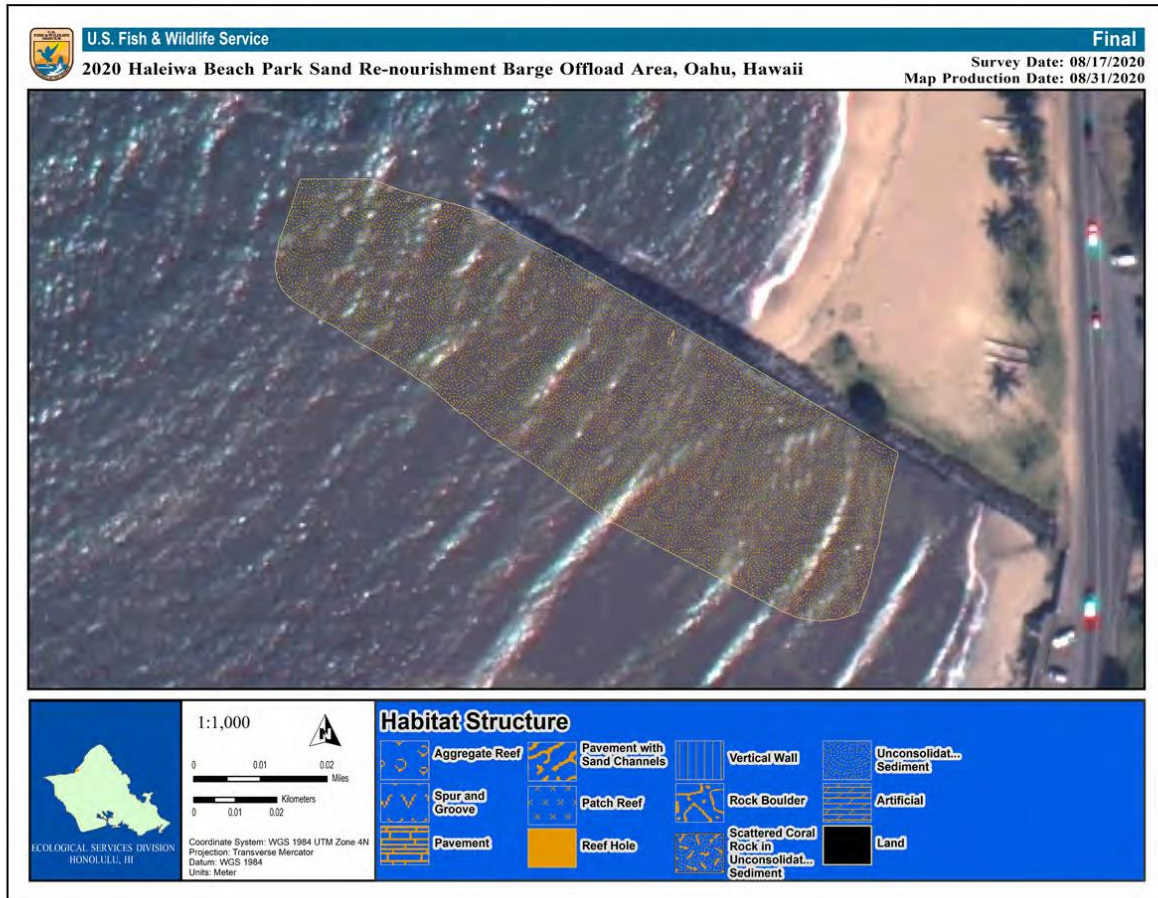 U.S.
FISH & WILDLIFE
SERVICE
U.S. Fish & Wildlife Service
Final
2020 Haleiwa Beach Park Sand Re-nourishment Barge Offload Area, Oahu, Hawaii
Survey Date: 08/17/2020
Map Production Date: 08/31/2020
ECOLOGICAL SERVICES DIVISION
HONOLULU, HI
1:1,000
N
0 0.01 0.02
Miles
Kilometers
0 0.01 0.02
Coordinate System: WGS 1984 UTM Zone 4N
Projection: Transverse Mercator
Datum: WGS 1984
Units: Meter
Habitat Structure
Aggregate Reef
Spur and
Groove
Pavement
Pavement with
Sand Channels
Patch Reef
Reef Hole
Vertical Wall
Rock Boulder
Scattered Coral
Rock in
Unconsolidat...
Sediment
Unconsolidat...
Sediment
Artificial
Land